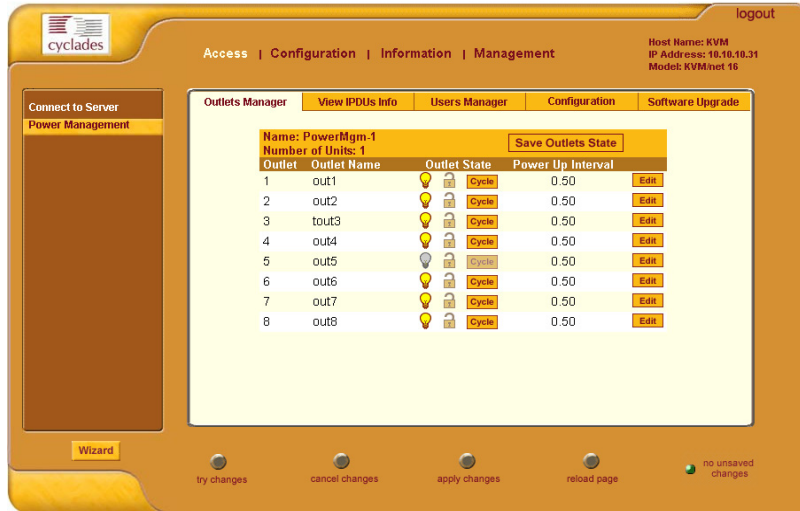 logout
cyclades
Access | Configuration | Information | Management
Host Name: KVM
IP Address: 10.10.10.31
Model: KVM/net 16
Connect to Server
Power Management
Outlets Manager View IPDUs Info Users Manager Configuration Software Upgrade
Name: PowerMgm-1
Number of Units: 1
Save Outlets State
Outlet Outlet Name Outlet State Power Up Interval
1 out1 Cycle 0.50 Edit
2 out2 Cycle 0.50 Edit
3 tout3 Cycle 0.50 Edit
4 out4 Cycle 0.50 Edit
5 out5 Cycle 0.50 Edit
6 out6 Cycle 0.50 Edit
7 out7 Cycle 0.50 Edit
8 out8 Cycle 0.50 Edit
Wizard
try changes
cancel changes
apply changes
reload page
no unsaved
changes